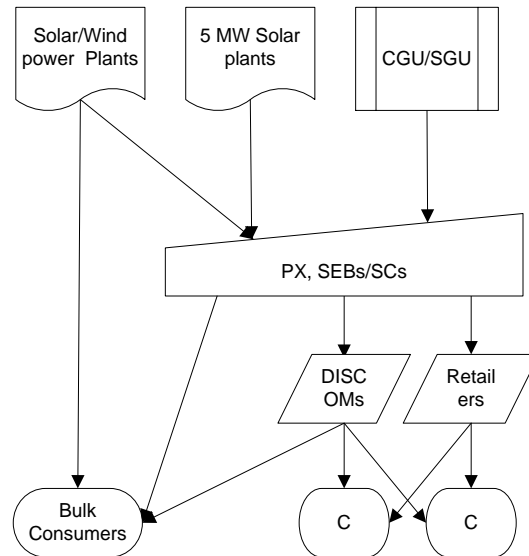 Solar/Wind
power Plants
5 MW Solar
plants
CGU/SGU
PX, SEBs/SCs
DISC
OMs
Retail
ers
Bulk
Consumers
C
C